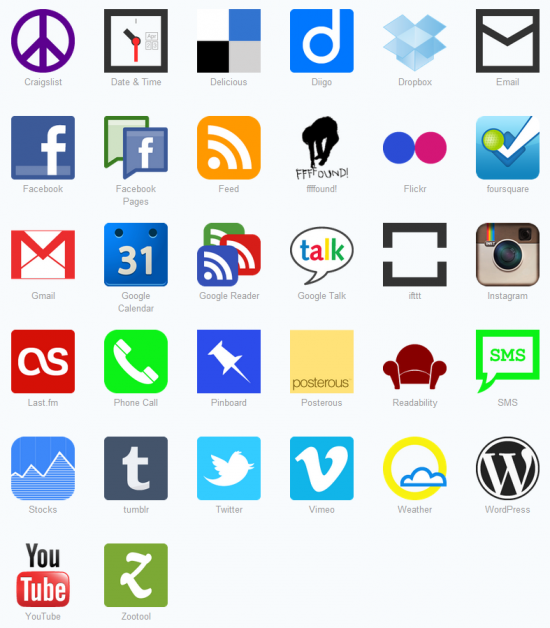 Craigslist
Date & Time
Delicious
Diigo
Dropbox
Email
f
Facebook
f
Facebook
Pages
Feed
FFFFOUND!
ffffound!
Flickr
foursquare
Gmail
31
Google
Calendar
Google Reader
talk
Google Talk
ifttt
Instagram
as
Last.fm
Phone Call
Pinboard
posterous
Posterous
Readability
SMS
SMS
Stocks
t
tumblr
Twitter
V
Vimeo
Weather
W
WordPress
You
Tube
YouTube
Z
Zootool